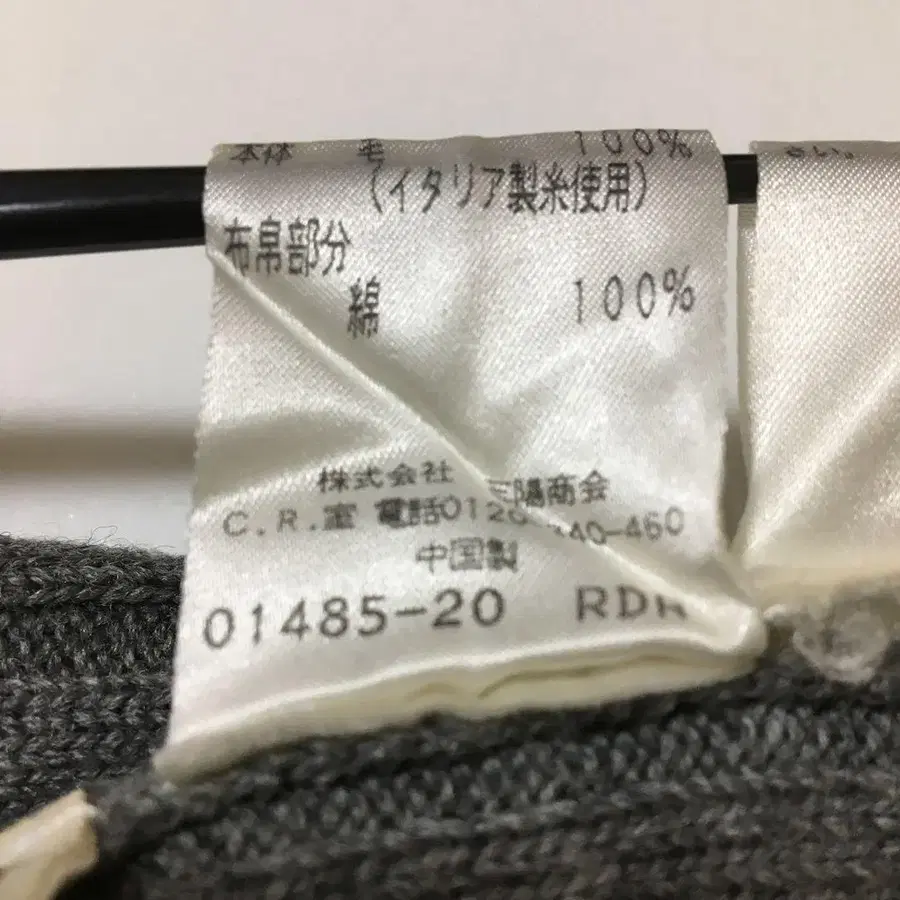 本体 毛 100%
(イタリア製糸使用)
布帛部分
綿 100%
株式会社 三陽商会
C.R.室 電話0120-340-460
中国製
01485-20 RDR
さい。